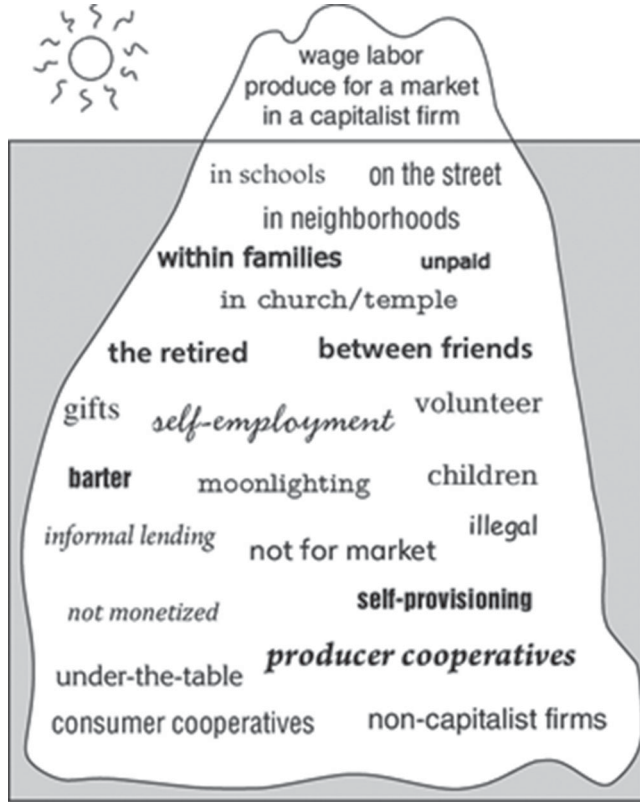 wage labor
produce for a market
in a capitalist firm
in schools on the street
in neighborhoods
within families unpaid
in church/temple
the retired between friends
gifts self-employment volunteer
barter moonlighting children
informal lending not for market illegal
not monetized self-provisioning
under-the-table producer cooperatives
consumer cooperatives non-capitalist firms